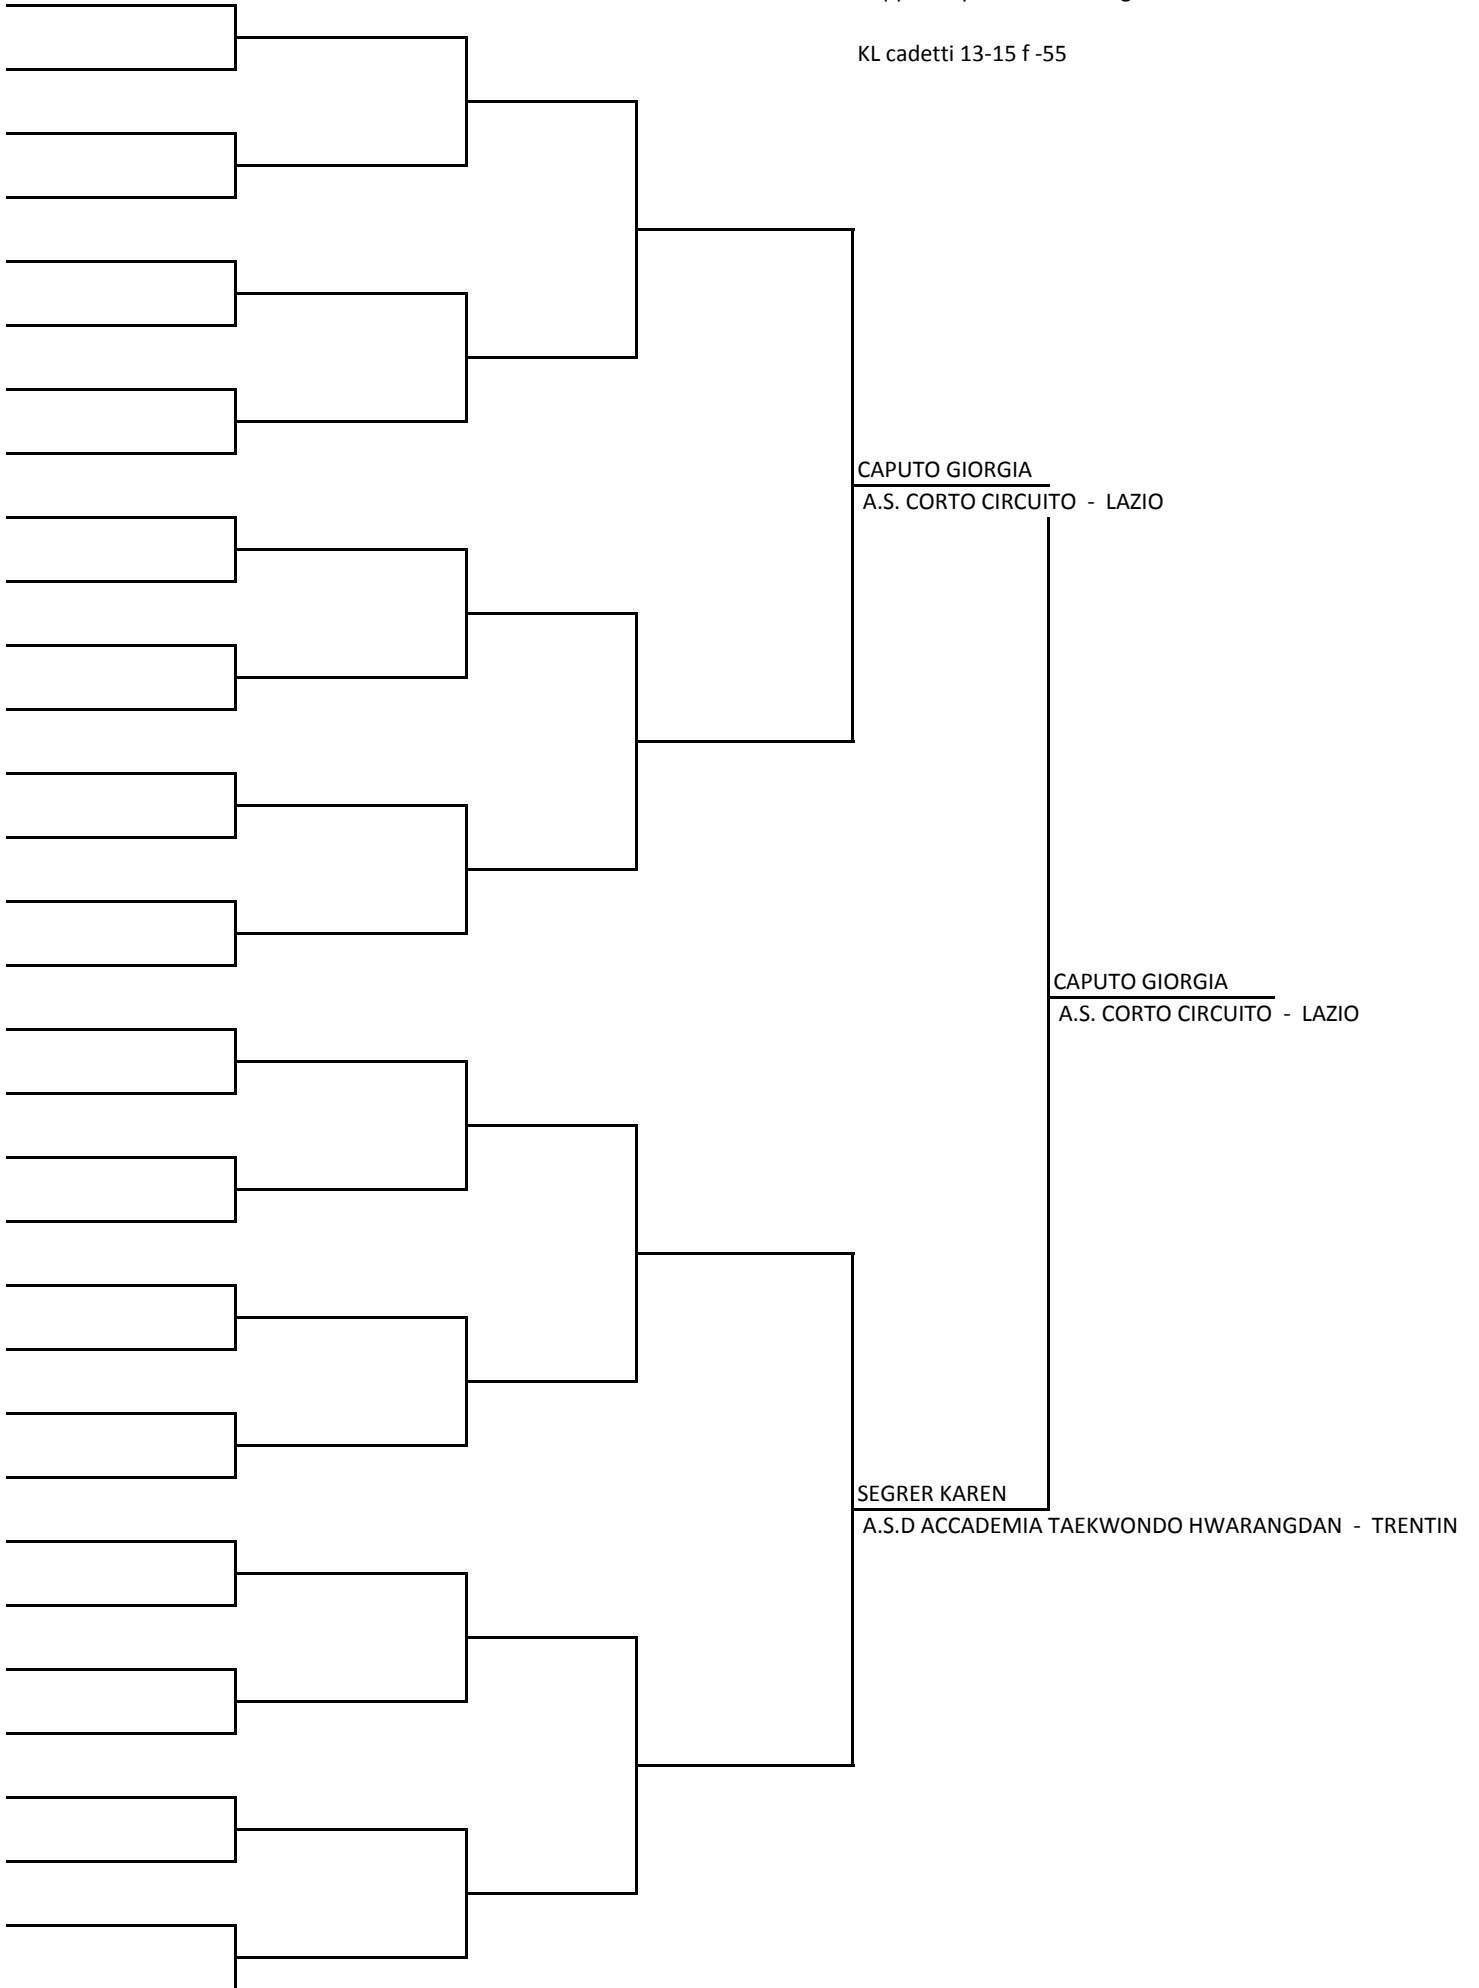 KL cadetti 13-15 f -55
CAPUTO GIORGIA
A.S. CORTO CIRCUITO - LAZIO
CAPUTO GIORGIA
A.S. CORTO CIRCUITO - LAZIO
SEGRER KAREN
A.S.D ACCADEMIA TAEKWONDO HWARANGDAN - TRENTIN